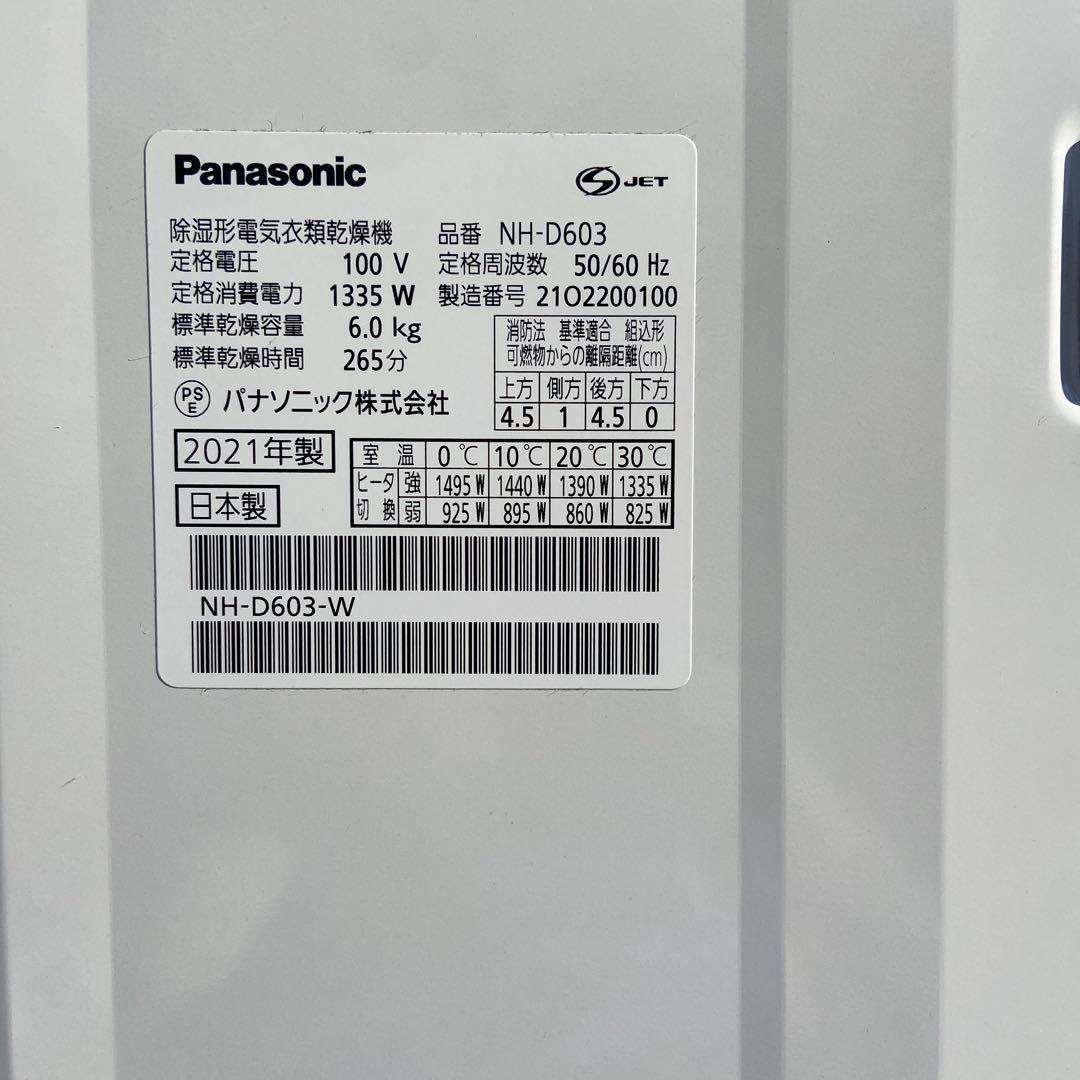 Panasonic
S JET
除湿形電気衣類乾燥機 品番 NH-D603
定格電圧 100 V 定格周波数 50/60 Hz
定格消費電力 1335 W 製造番号 21O2200100
標準乾燥容量 6.0 kg
標準乾燥時間 265分
消防法 基準適合 組込形
可燃物からの離隔距離(cm)
上方 側方 後方 下方
4.5 1 4.5 0
PS E パナソニック株式会社
2021年製
日本製
室温 0℃ 10℃ 20℃ 30℃
ヒータ 強 1495 W 1440 W 1390 W 1335 W
切換 弱 925 W 895 W 860 W 825 W
NH-D603-W